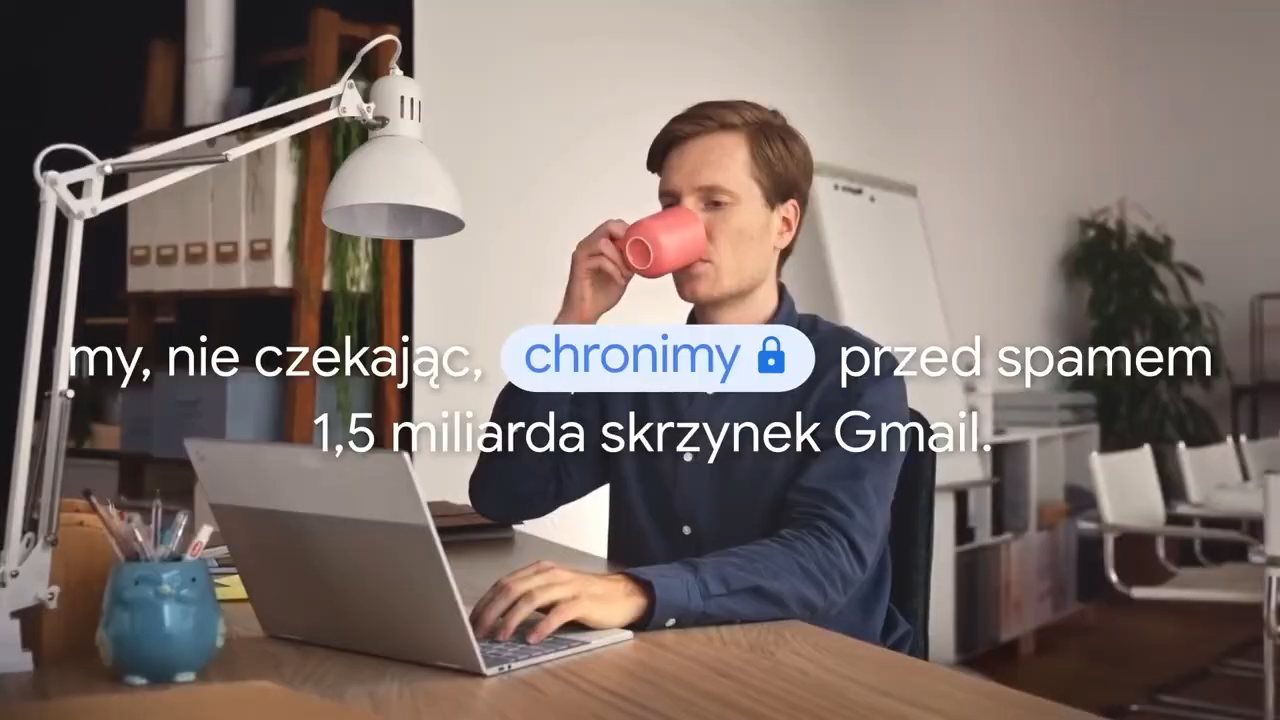 my, nie czekając, chronimy przed spamem
1,5 miliarda skrzynek Gmail.